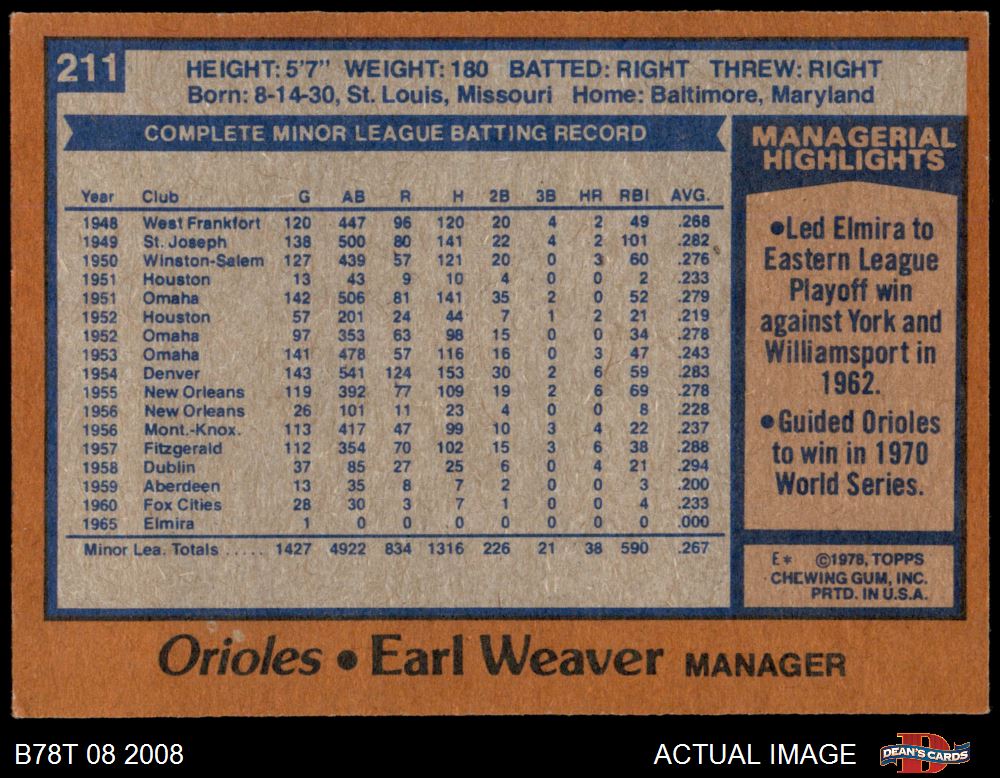 211
HEIGHT: 5'7" WEIGHT: 180 BATTED: RIGHT THREW: RIGHT
Born: 8-14-30, St. Louis, Missouri Home: Baltimore, Maryland
COMPLETE MINOR LEAGUE BATTING RECORD
Year Club G AB R H 2B 3B HR RBI AVG.
1948 West Frankfort 120 447 96 120 20 4 2 49 .268
1949 St. Joseph 138 500 80 141 22 4 2 101 .282
1950 Winston-Salem 127 439 57 121 20 0 3 60 .276
1951 Houston 13 43 9 10 4 0 0 2 .233
1951 Omaha 142 506 81 141 35 2 0 52 .279
1952 Houston 57 201 24 44 7 1 2 21 .219
1952 Omaha 97 353 63 98 15 0 0 34 .278
1953 Omaha 141 478 57 116 16 0 3 47 .243
1954 Denver 143 541 124 153 30 2 6 59 .283
1955 New Orleans 119 392 77 109 19 2 6 69 .278
1956 New Orleans 26 101 11 23 4 0 0 8 .228
1956 Mont.-Knox. 113 417 47 99 10 3 4 22 .237
1957 Fitzgerald 112 354 70 102 15 3 6 38 .288
1958 Dublin 37 85 27 25 6 0 4 21 .294
1959 Aberdeen 13 35 8 7 2 0 0 3 .200
1960 Fox Cities 28 30 3 7 1 0 0 4 .233
1965 Elmira 1 0 0 0 0 0 0 0 .000
Minor Lea. Totals ..... 1427 4922 834 1316 226 21 38 590 .267
MANAGERIAL
HIGHLIGHTS
•Led Elmira to
Eastern League
Playoff win
against York and
Williamsport in
1962.
•Guided Orioles
to win in 1970
World Series.
E* ©1978, TOPPS
CHEWING GUM, INC.
PRTD. IN U.S.A.
Orioles • Earl Weaver MANAGER
B78T 08 2008
ACTUAL IMAGE
DEAN'S CARDS